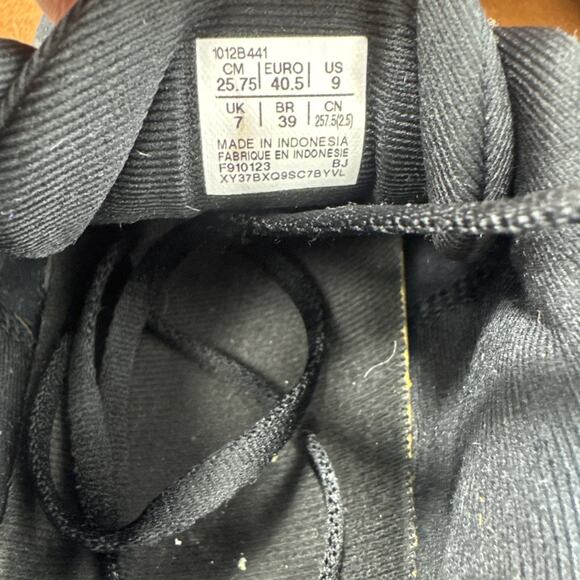 1012B441
CM EURO US
25.75 40.5 9
UK BR CN
7 39 257.5(2.5)
MADE IN INDONESIA
FABRIQUE EN INDONESIE
F910123 BJ
XY37BXQ9SC7BYVL